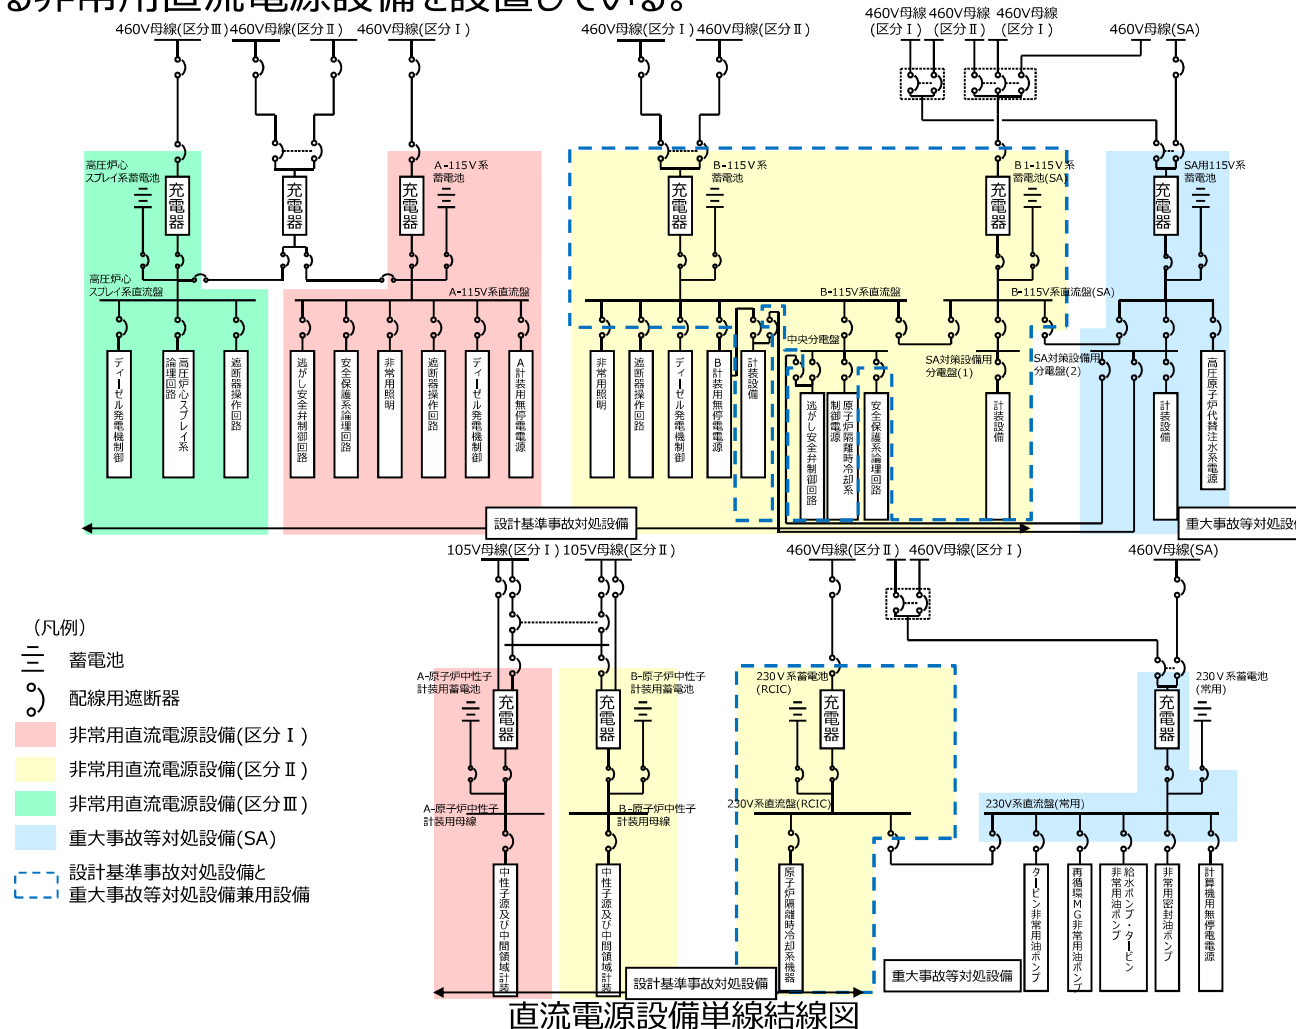 る非常用直流電源設備を設置している。
460V母線(区分Ⅲ)
460V母線(区分Ⅱ)
460V母線(区分Ⅰ)
460V母線(区分Ⅰ)
460V母線(区分Ⅱ)
460V母線
(区分Ⅰ)
460V母線
(区分Ⅱ)
460V母線
(区分Ⅰ)
460V母線(SA)
高圧炉心
スプレイ系蓄電池
充電器
充電器
A-115V系
蓄電池
充電器
B-115V系
蓄電池
充電器
B1-115V系
蓄電池(SA)
充電器
SA用115V系
蓄電池
充電器
高圧炉心
スプレイ系直流盤
A-115V系直流盤
B-115V系直流盤
B-115V系直流盤(SA)
中央分電盤
SA対策設備用
分電盤(1)
SA対策設備用
分電盤(2)
ディーゼル発電機制御
高圧炉心スプレイ系
論理回路
遮断器操作回路
逃がし安全弁制御回路
安全保護系論理回路
非常用照明
遮断器操作回路
ディーゼル発電機制御
A計装用無停電電源
非常用照明
遮断器操作回路
ディーゼル発電機制御
B計装用無停電電源
計装設備
逃がし安全弁制御回路
原子炉隔離時冷却系
制御電源
安全保護系論理回路
計装設備
計装設備
高圧原子炉代替注水系電源
設計基準事故対処設備
重大事故等対処設備
105V母線(区分Ⅰ)
105V母線(区分Ⅱ)
460V母線(区分Ⅱ)
460V母線(区分Ⅰ)
460V母線(SA)
A-原子炉中性子
計装用蓄電池
充電器
B-原子炉中性子
計装用蓄電池
充電器
230V系蓄電池
(RCIC)
充電器
230V系蓄電池
(常用)
充電器
A-原子炉中性子
計装用母線
B-原子炉中性子
計装用母線
230V系直流盤(RCIC)
230V系直流盤(常用)
中性子源及び中間領域計装
中性子源及び中間領域計装
原子炉隔離時冷却系機器
タービン非常用油ポンプ
再循環MG非常用油ポンプ
給水ポンプ・タービン
非常用油ポンプ
非常用密封油ポンプ
計算機用無停電電源
設計基準事故対処設備
重大事故等対処設備
(凡例)
蓄電池
配線用遮断器
非常用直流電源設備(区分Ⅰ)
非常用直流電源設備(区分Ⅱ)
非常用直流電源設備(区分Ⅲ)
重大事故等対処設備(SA)
設計基準事故対処設備と
重大事故等対処設備兼用設備
直流電源設備単線結線図